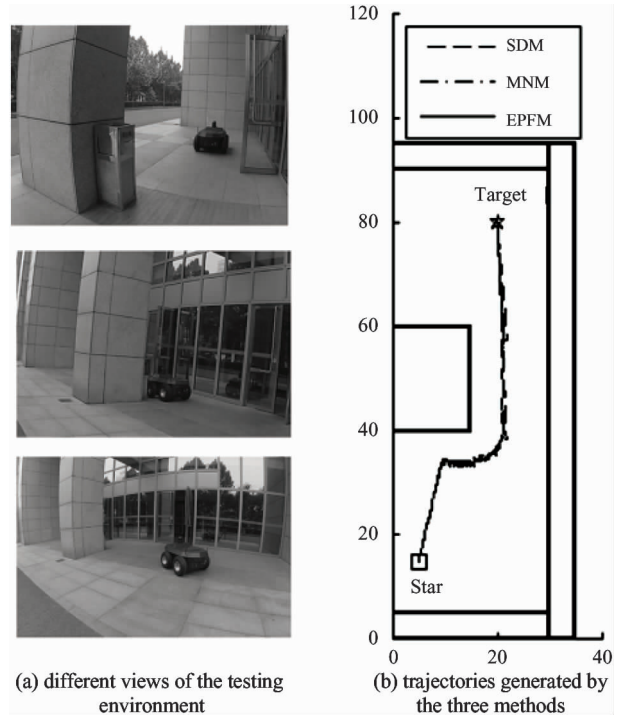 120
100
80
60
40
20
0
SDM
MNM
EPFM
Target
Star
0
20
40
(a) different views of the testing
environment
(b) trajectories generated by
the three methods